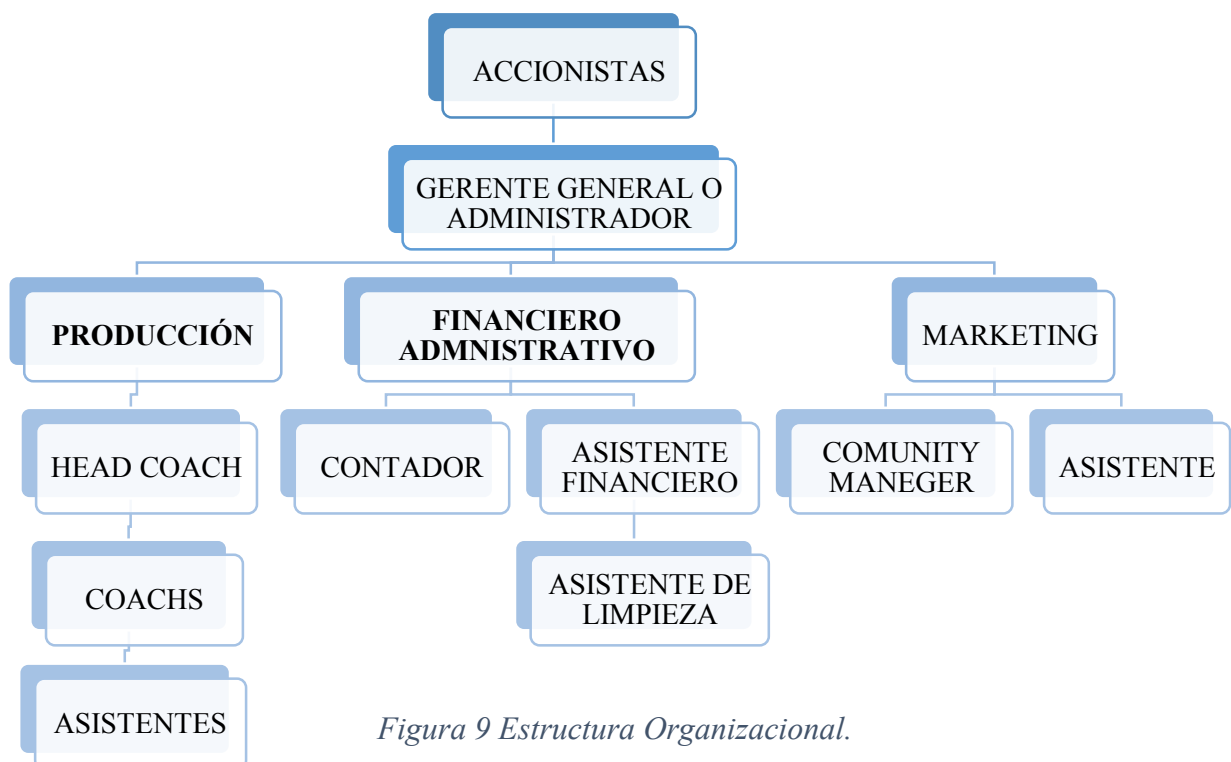 ACCIONISTAS
GERENTE GENERAL O
ADMINISTRADOR
PRODUCCIÓN
FINANCIERO
ADMNISTRATIVO
MARKETING
HEAD COACH
CONTADOR
ASISTENTE
FINANCIERO
COMUNITY
MANEGER
ASISTENTE
COACHS
ASISTENTE DE
LIMPIEZA
ASISTENTES
Figura 9 Estructura Organizacional.